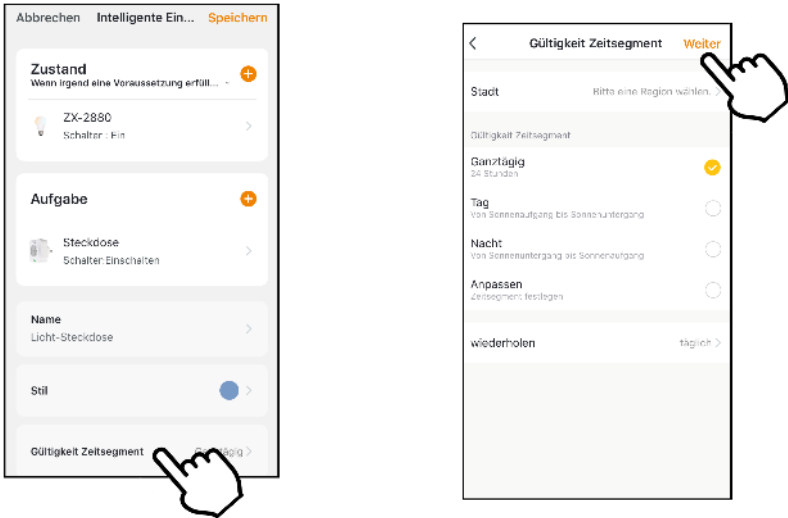 Abbrechen Intelligente Ein... Speichern
Zustand
Wenn irgend eine Voraussetzung erfüll...
ZX-2880
Schalter : Ein
Aufgabe
Steckdose
Schalter:Einschalten
Name
Licht-Steckdose
Stil
Gültigkeit Zeitsegment Ganztägig
Gültigkeit Zeitsegment Weiter
Stadt Bitte eine Region wählen.
Gültigkeit Zeitsegment
Ganztägig
24 Stunden
Tag
Von Sonnenaufgang bis Sonnenuntergang
Nacht
Von Sonnenuntergang bis Sonnenaufgang
Anpassen
Zeitsegment festlegen
wiederholen täglich